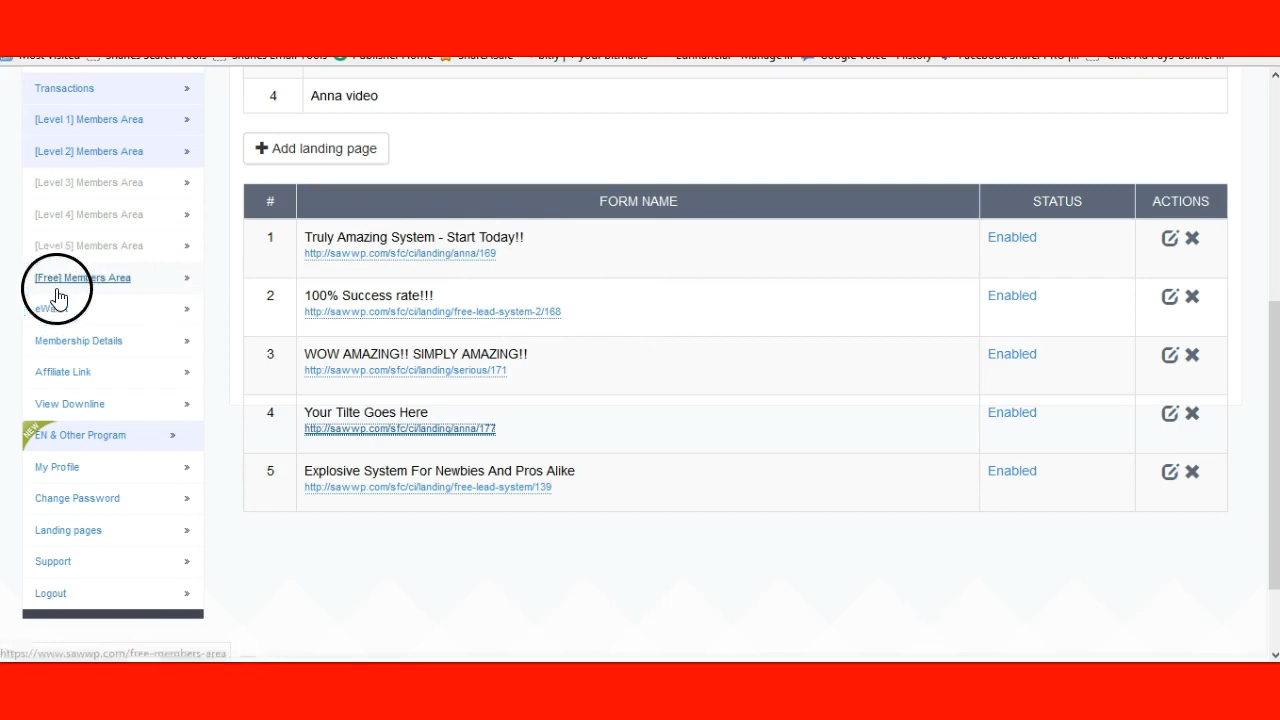 Transactions »
[Level 1] Members Area »
[Level 2] Members Area »
[Level 3] Members Area »
[Level 4] Members Area »
[Level 5] Members Area »
[Free] Members Area »
»
Membership Details »
Affiliate Link »
View Downline »
NEW
EN & Other Program »
My Profile »
Change Password »
Landing pages »
Support »
Logout »
4 Anna video
Add landing page
# FORM NAME STATUS ACTIONS
1 Truly Amazing System - Start Today!! Enabled
http://sawwp.com/sfc/ci/landing/anna/169
2 100% Success rate!!! Enabled
http://sawwp.com/sfc/ci/landing/free-lead-system-2/168
3 WOW AMAZING!! SIMPLY AMAZING!! Enabled
http://sawwp.com/sfc/ci/landing/serious/171
4 Your Tilte Goes Here Enabled
http://sawwp.com/sfc/ci/landing/anna/177
5 Explosive System For Newbies And Pros Alike Enabled
http://sawwp.com/sfc/ci/landing/free-lead-system/139
https://www.sawwp.com/free-members-area